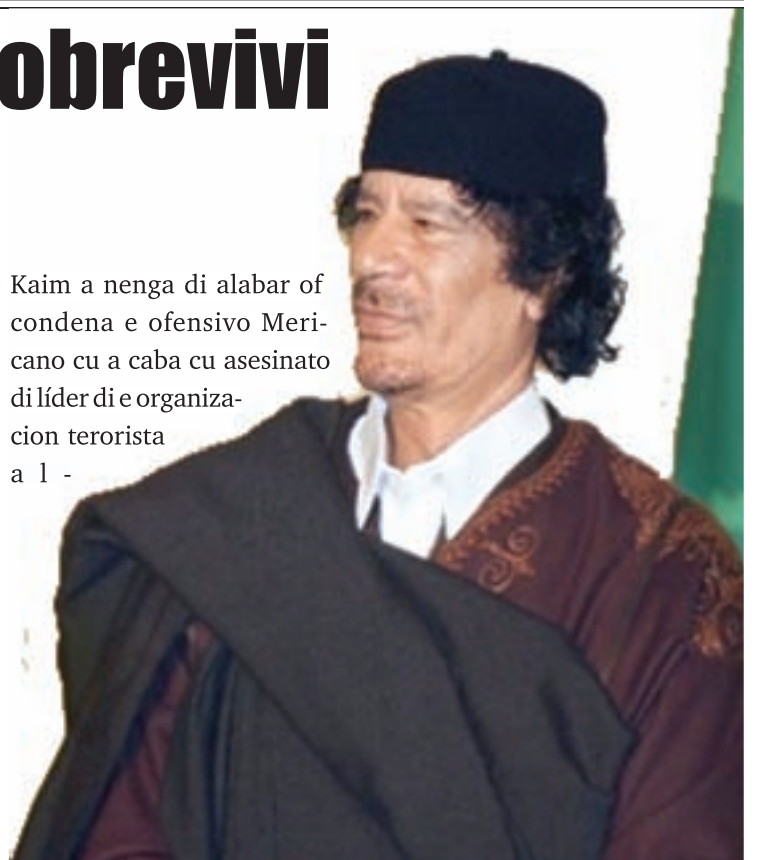 obrevivi
Kaim a nenga di alabar of
condena e ofensivo Meri-
cano cu a caba cu asesinato
di líder di e organiza-
cion terorista
al-